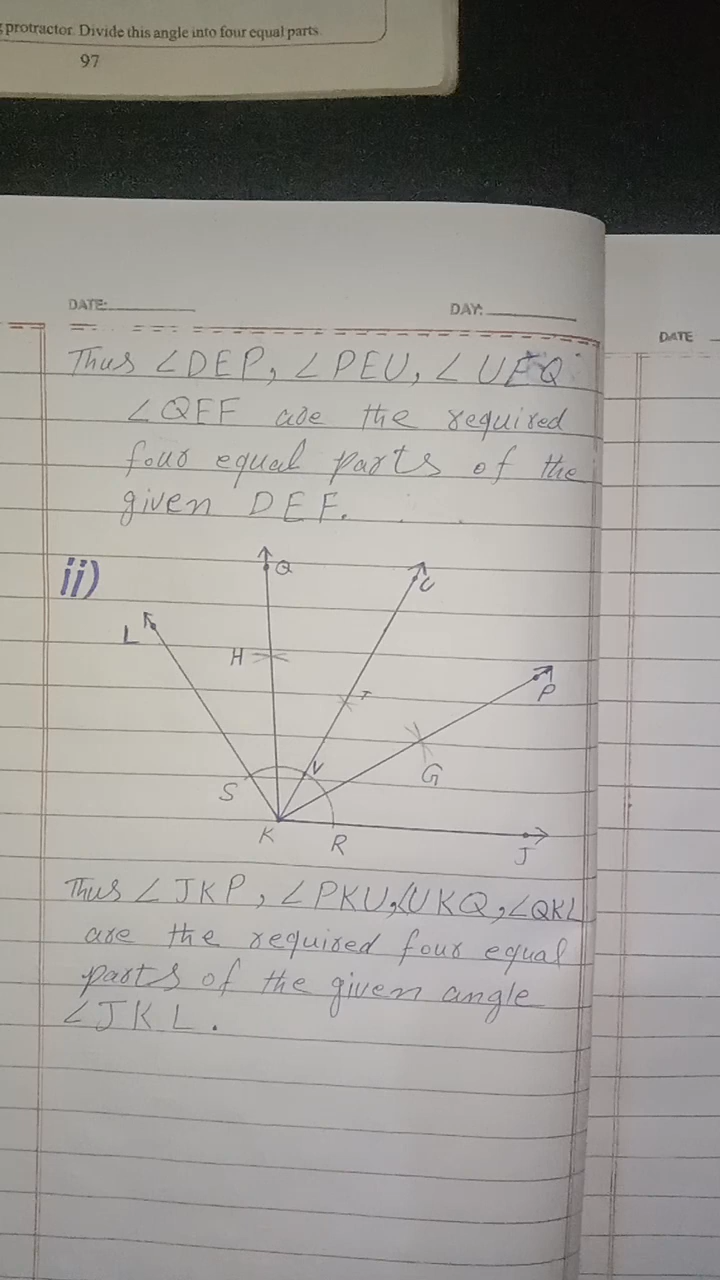 protractor. Divide this angle into four equal parts.
97
DATE:
DAY:
DATE
Thus ∠DEP, ∠PEU, ∠UEQ
∠QEF are the required
four equal parts of the
given DEF.
ii)
Q
U
L
H
P
T
G
V
S
K
R
J
Thus ∠JKP, ∠PKU, ∠UKQ, ∠QKL
are the required four equal
parts of the given angle
∠JKL.